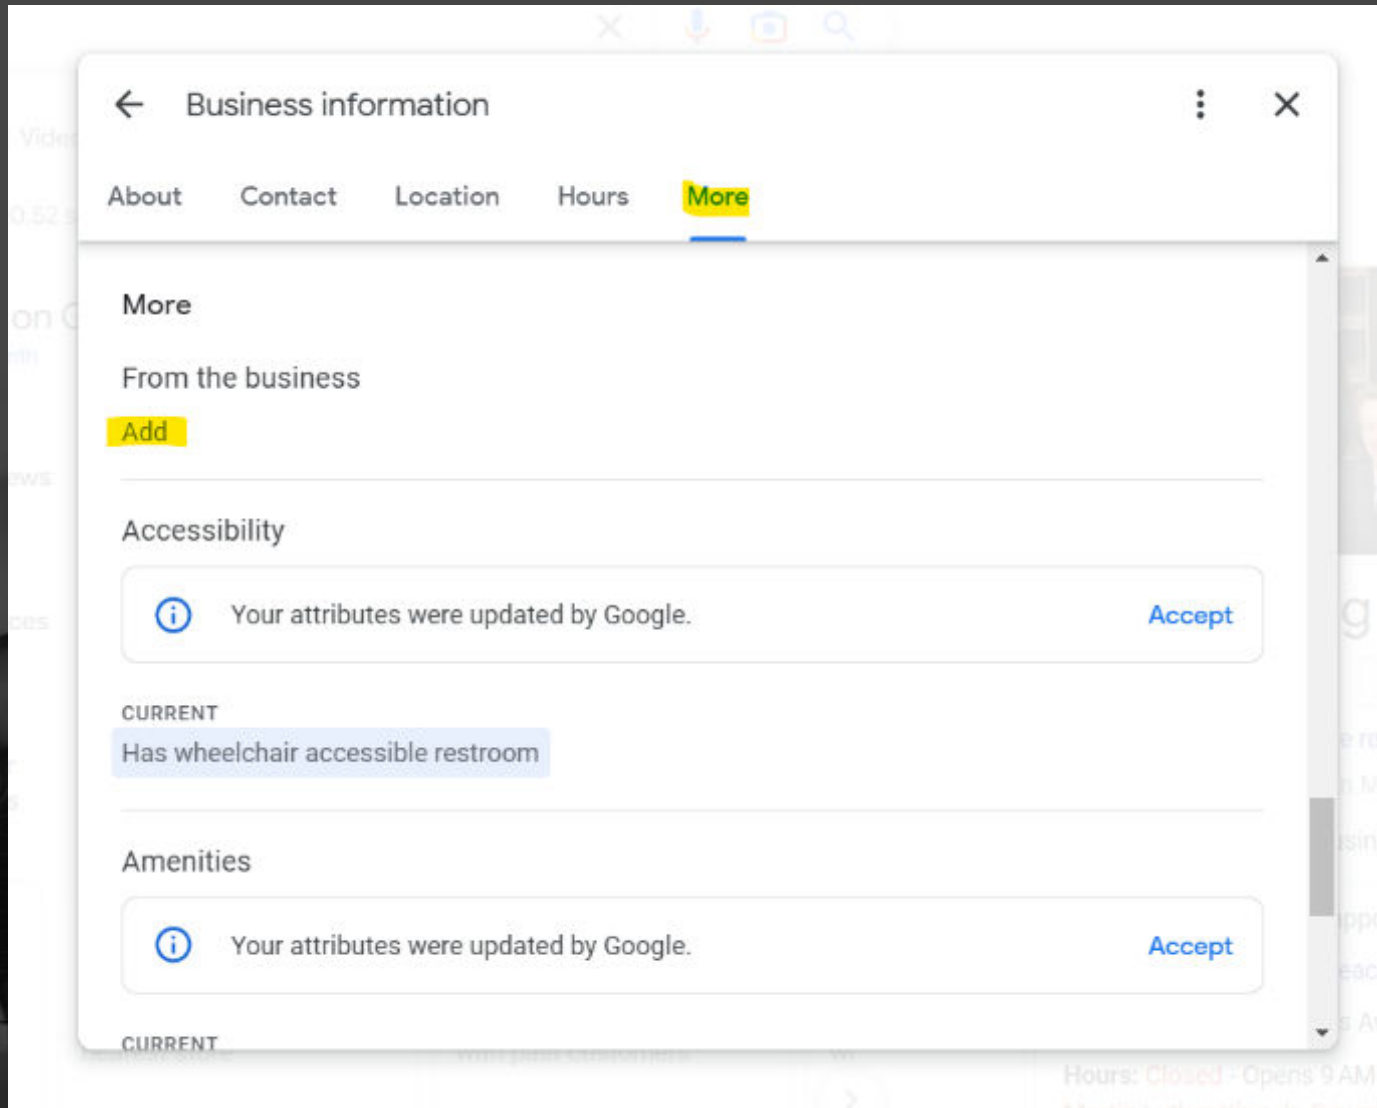 Business information
About Contact Location Hours More
More
From the business
Add
Accessibility
Your attributes were updated by Google. Accept
CURRENT
Has wheelchair accessible restroom
Amenities
Your attributes were updated by Google. Accept
CURRENT
Hours: Closed - Opens 9 AM